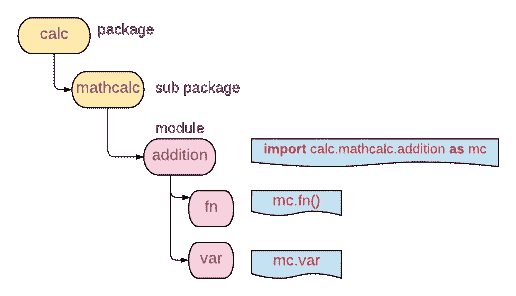 calc
package
mathcalc
sub package
module
addition
import calc.mathcalc.addition as mc
fn
mc.fn()
var
mc.var